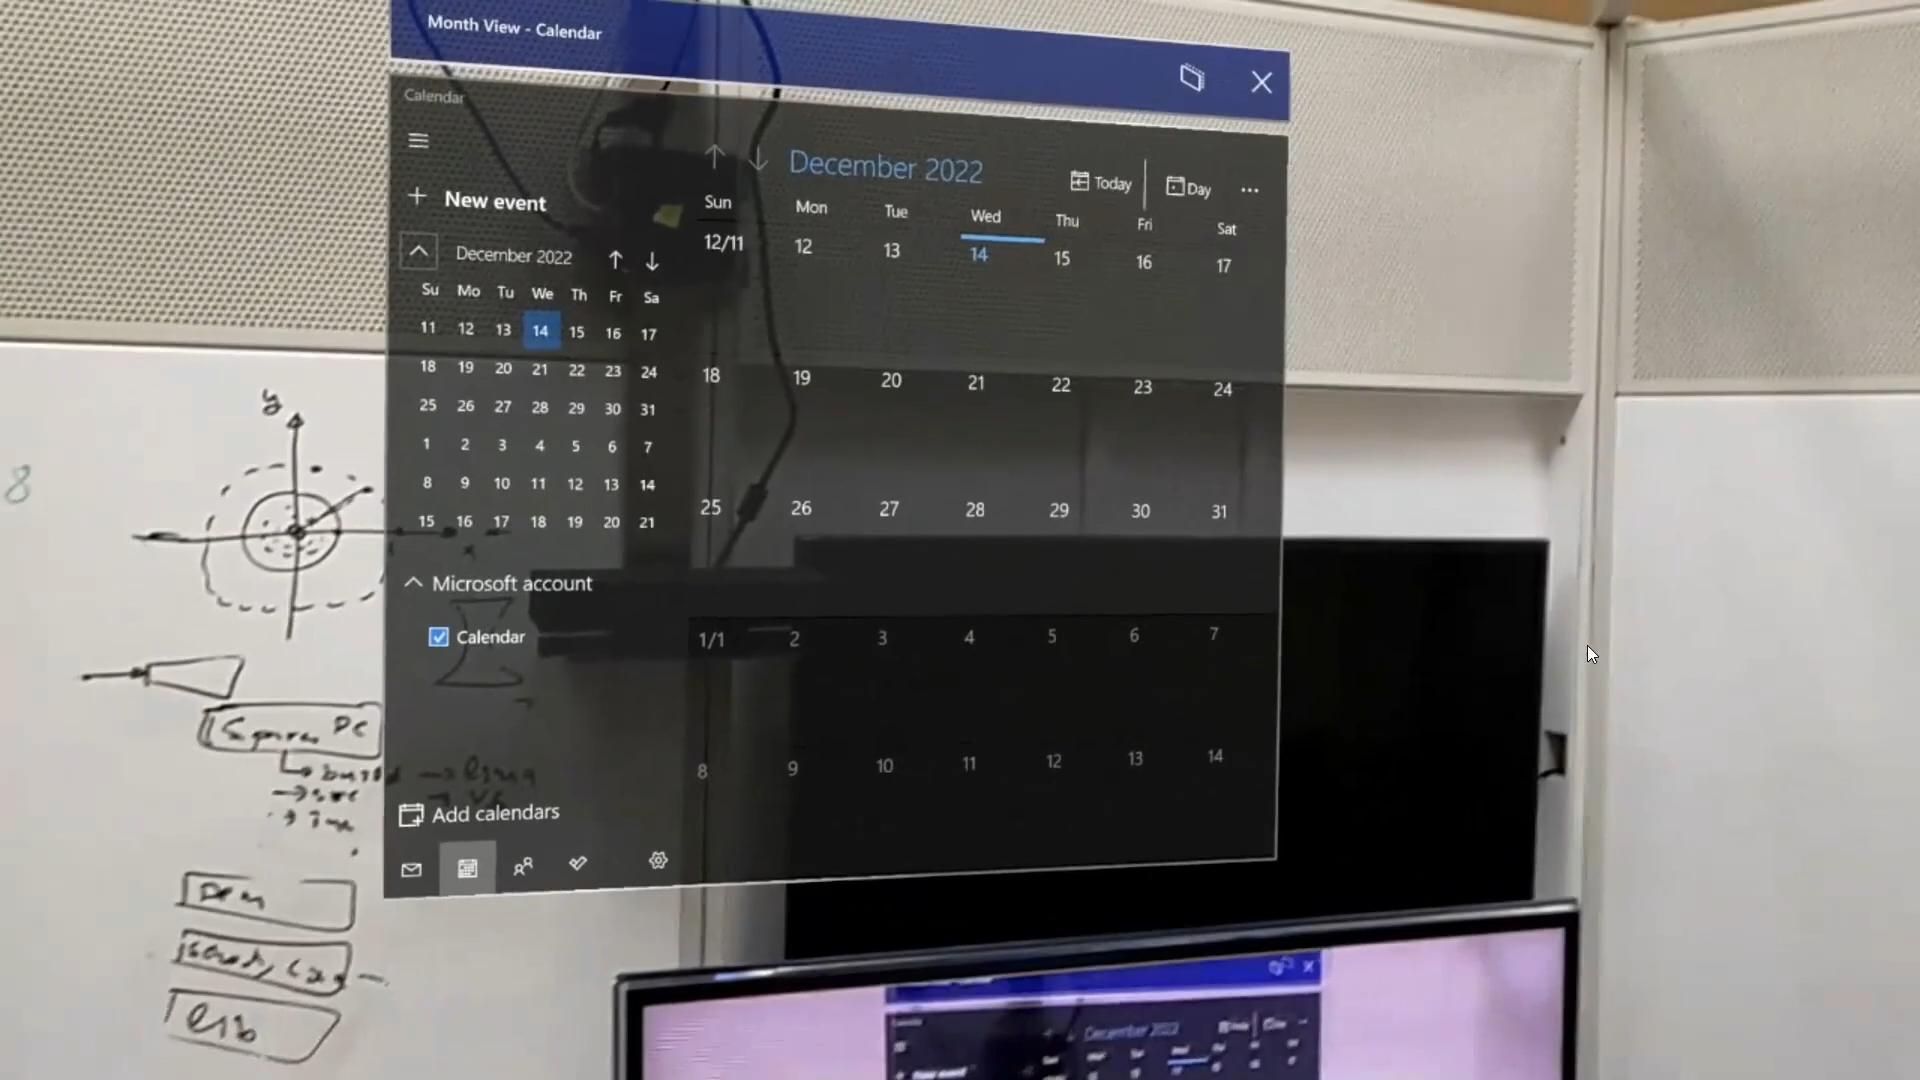 Month View - Calendar
Calendar
December 2022
Today
Day
New event
Sun Mon Tue Wed Thu Fri Sat
12/11 12 13 14 15 16 17
18 19 20 21 22 23 24
25 26 27 28 29 30 31
1/1 2 3 4 5 6 7
8 9 10 11 12 13 14
December 2022
Su Mo Tu We Th Fr Sa
11 12 13 14 15 16 17
18 19 20 21 22 23 24
25 26 27 28 29 30 31
1 2 3 4 5 6 7
8 9 10 11 12 13 14
15 16 17 18 19 20 21
Microsoft account
Calendar
Add calendars
y
8
x
December 2022